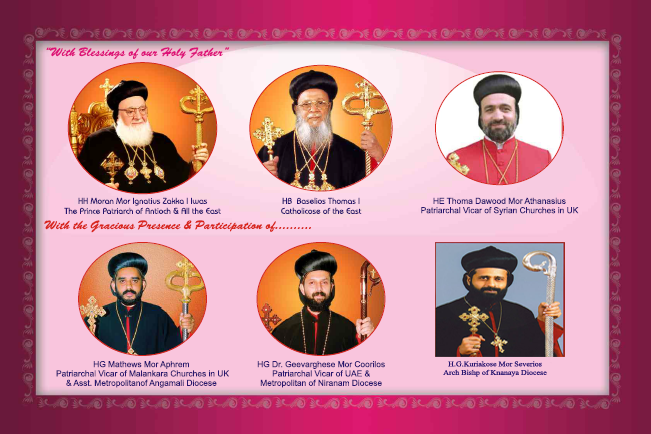 "With Blessings of our Holy Father"
HH Moran Mor Ignatius Zakka I Iwas
The Prince Patriarch of Antioch & All the East
HB Baselios Thomas I
Catholicose of the East
HE Thoma Dawood Mor Athanasius
Patriarchal Vicar of Syrian Churches in UK
With the Gracious Presence & Participation of..........
HG Mathews Mor Aphrem
Patriarchal Vicar of Malankara Churches in UK
& Asst. Metropolitanof Angamali Diocese
HG Dr. Geevarghese Mor Coorilos
Patriarchal Vicar of UAE &
Metropolitan of Niranam Diocese
H.G.Kuriakose Mor Severios
Arch Bishp of Knanaya Diocese